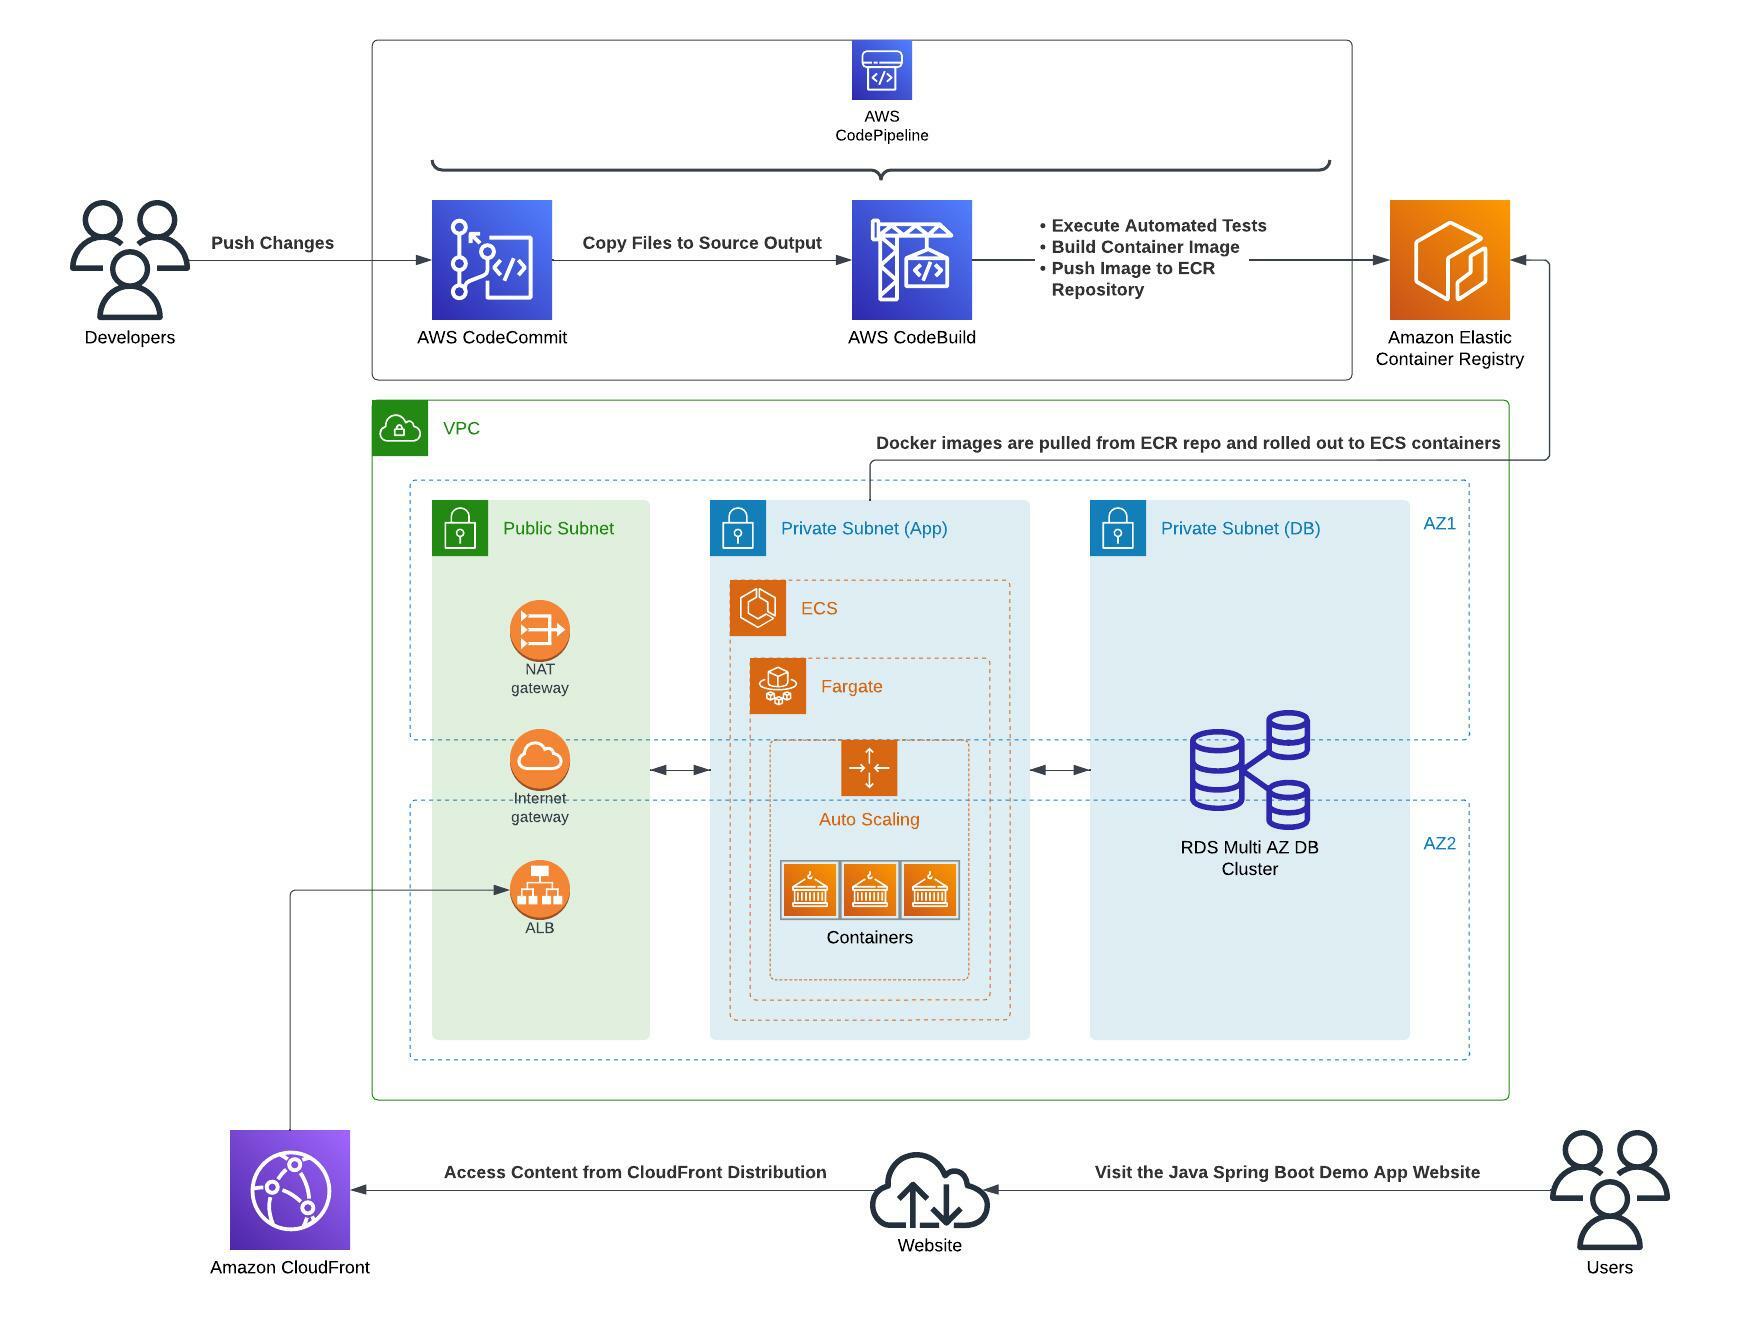 AWS
CodePipeline
Push Changes
Copy Files to Source Output
• Execute Automated Tests
• Build Container Image
• Push Image to ECR
Repository
Developers
AWS CodeCommit
AWS CodeBuild
Amazon Elastic
Container Registry
VPC
Docker images are pulled from ECR repo and rolled out to ECS containers
Public Subnet
Private Subnet (App)
Private Subnet (DB)
AZ1
ECS
NAT
gateway
Fargate
Internet
gateway
Auto Scaling
RDS Multi AZ DB
Cluster
AZ2
ALB
Containers
Access Content from CloudFront Distribution
Visit the Java Spring Boot Demo App Website
Website
Amazon CloudFront
Users